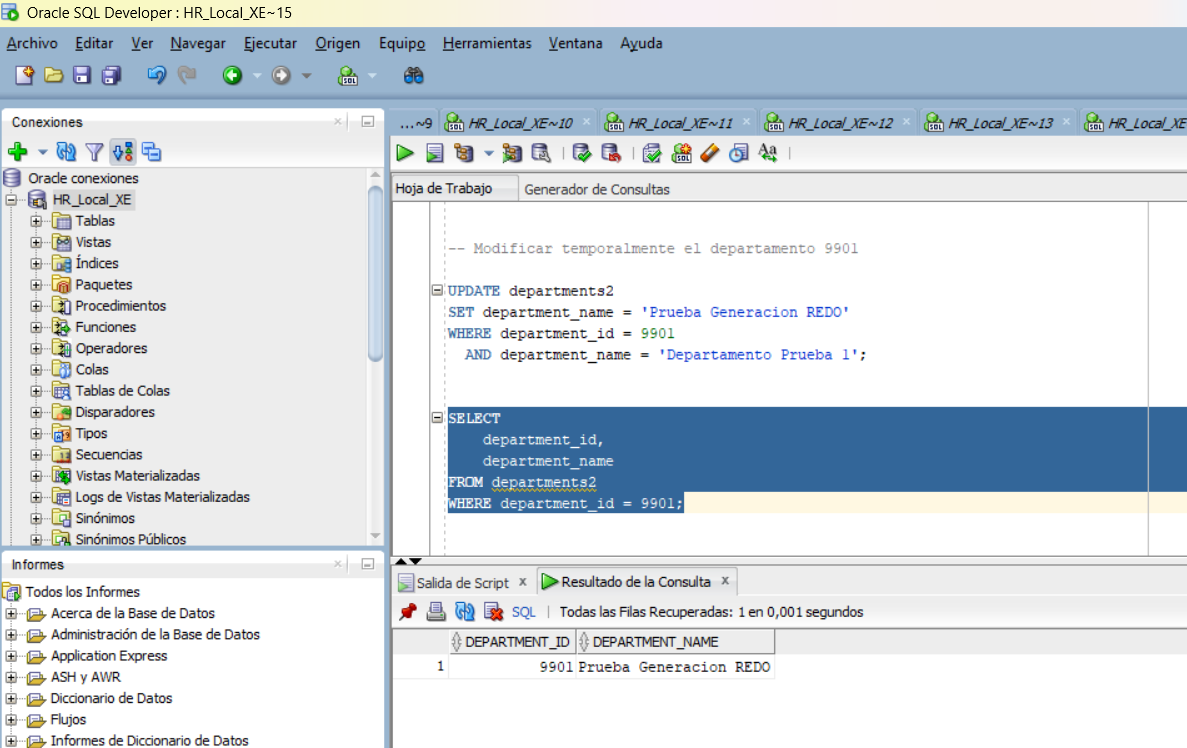 Oracle SQL Developer : HR_Local_XE~15
Archivo Editar Ver Navegar Ejecutar Origen Equipo Herramientas Ventana Ayuda
Conexiones
Oracle conexiones
HR_Local_XE
Tablas
Vistas
Índices
Paquetes
Procedimientos
Funciones
Operadores
Colas
Tablas de Colas
Disparadores
Tipos
Secuencias
Vistas Materializadas
Logs de Vistas Materializadas
Sinónimos
Sinónimos Públicos
Informes
Todos los Informes
Acerca de la Base de Datos
Administración de la Base de Datos
Application Express
ASH y AWR
Diccionario de Datos
Flujos
Informes de Diccionario de Datos
...~9 HR_Local_XE~10 HR_Local_XE~11 HR_Local_XE~12 HR_Local_XE~13 HR_Local_XE
Hoja de Trabajo Generador de Consultas
-- Modificar temporalmente el departamento 9901
UPDATE departments2
SET department_name = 'Prueba Generacion REDO'
WHERE department_id = 9901
AND department_name = 'Departamento Prueba 1';
SELECT
department_id,
department_name
FROM departments2
WHERE department_id = 9901;
Salida de Script x Resultado de la Consulta x
SQL | Todas las Filas Recuperadas: 1 en 0,001 segundos
DEPARTMENT_ID DEPARTMENT_NAME
1 9901 Prueba Generacion REDO